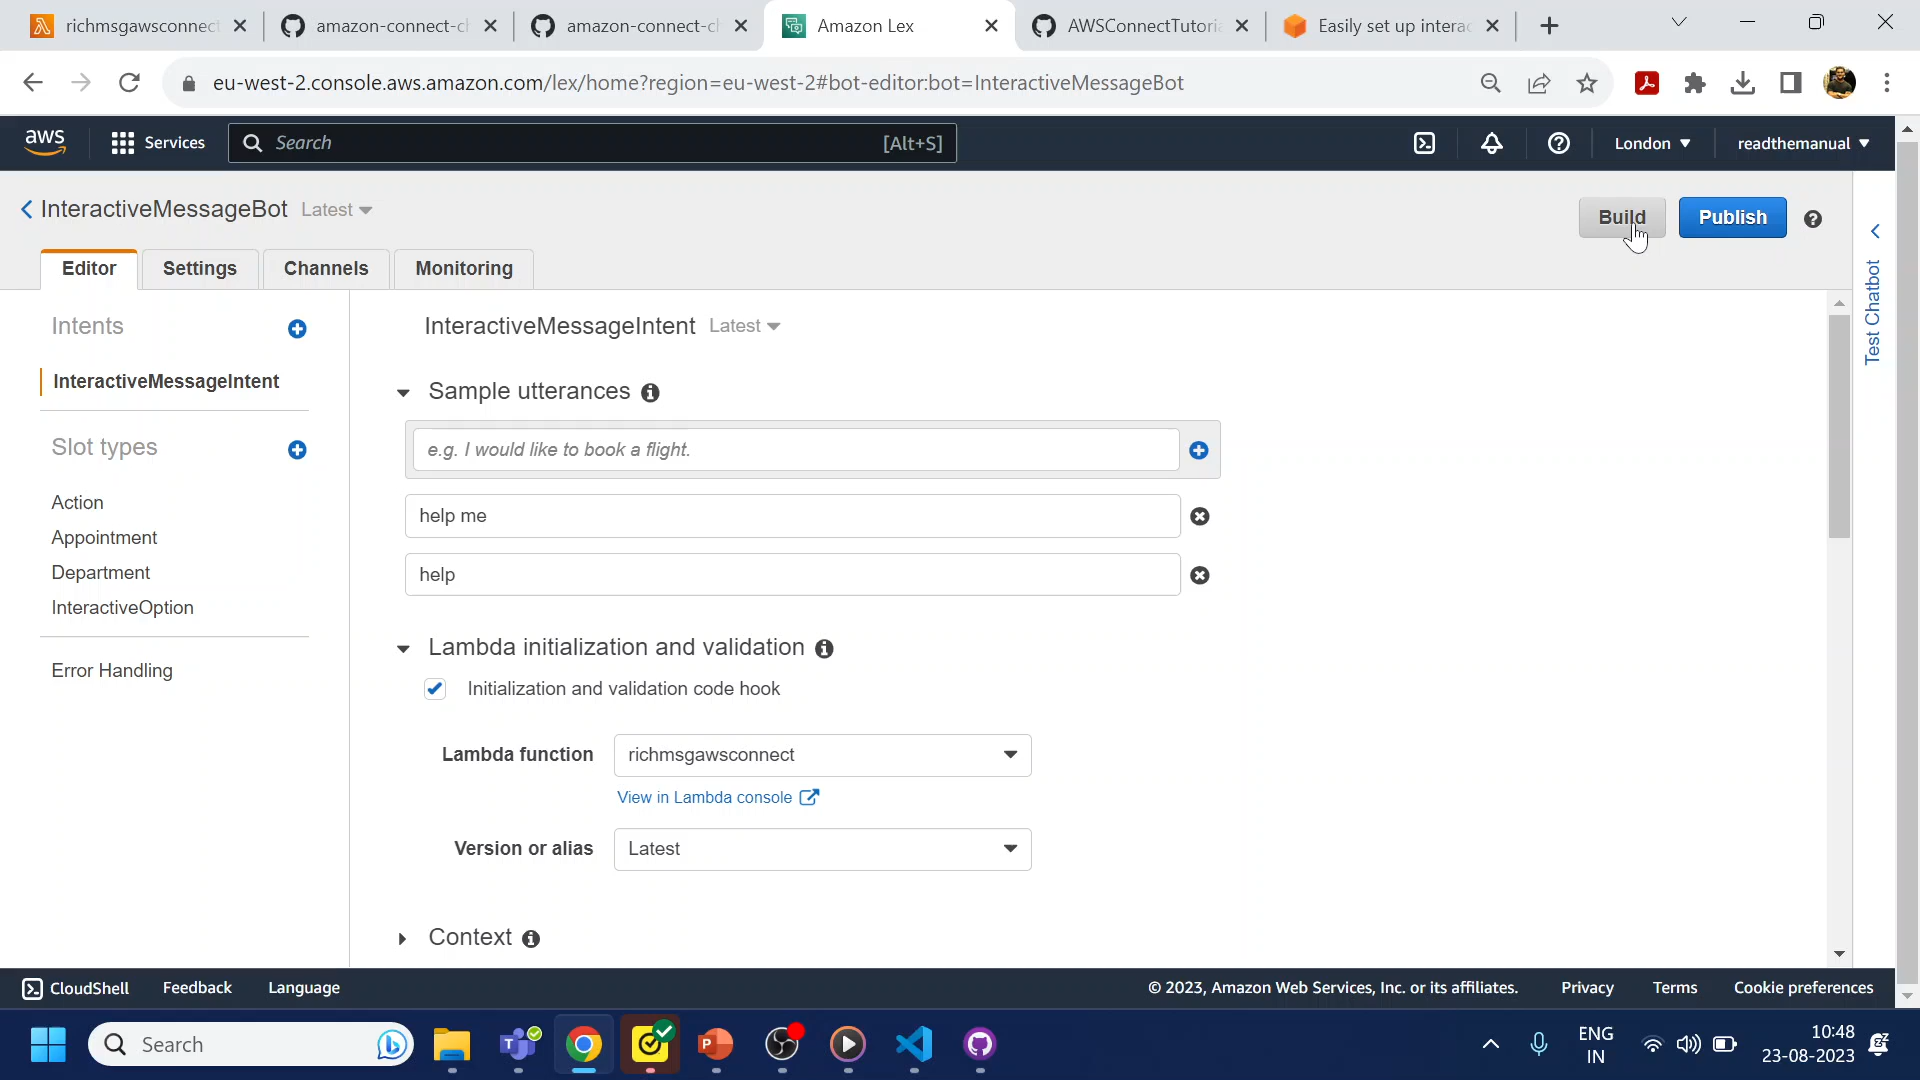 richmsgawsconnect
amazon-connect-ch
amazon-connect-ch
Amazon Lex
AWSConnectTutoria
Easily set up interac
eu-west-2.console.aws.amazon.com/lex/home?region=eu-west-2#bot-editor:bot=InteractiveMessageBot
aws
Services
Search
[Alt+S]
London
readthemanual
InteractiveMessageBot Latest
Build
Publish
Editor
Settings
Channels
Monitoring
Test Chatbot
Intents
InteractiveMessageIntent
Slot types
Action
Appointment
Department
InteractiveOption
Error Handling
InteractiveMessageIntent Latest
Sample utterances
e.g. I would like to book a flight.
help me
help
Lambda initialization and validation
Initialization and validation code hook
Lambda function
richmsgawsconnect
View in Lambda console
Version or alias
Latest
Context
CloudShell
Feedback
Language
© 2023, Amazon Web Services, Inc. or its affiliates.
Privacy
Terms
Cookie preferences
Search
ENG
IN
10:48
23-08-2023